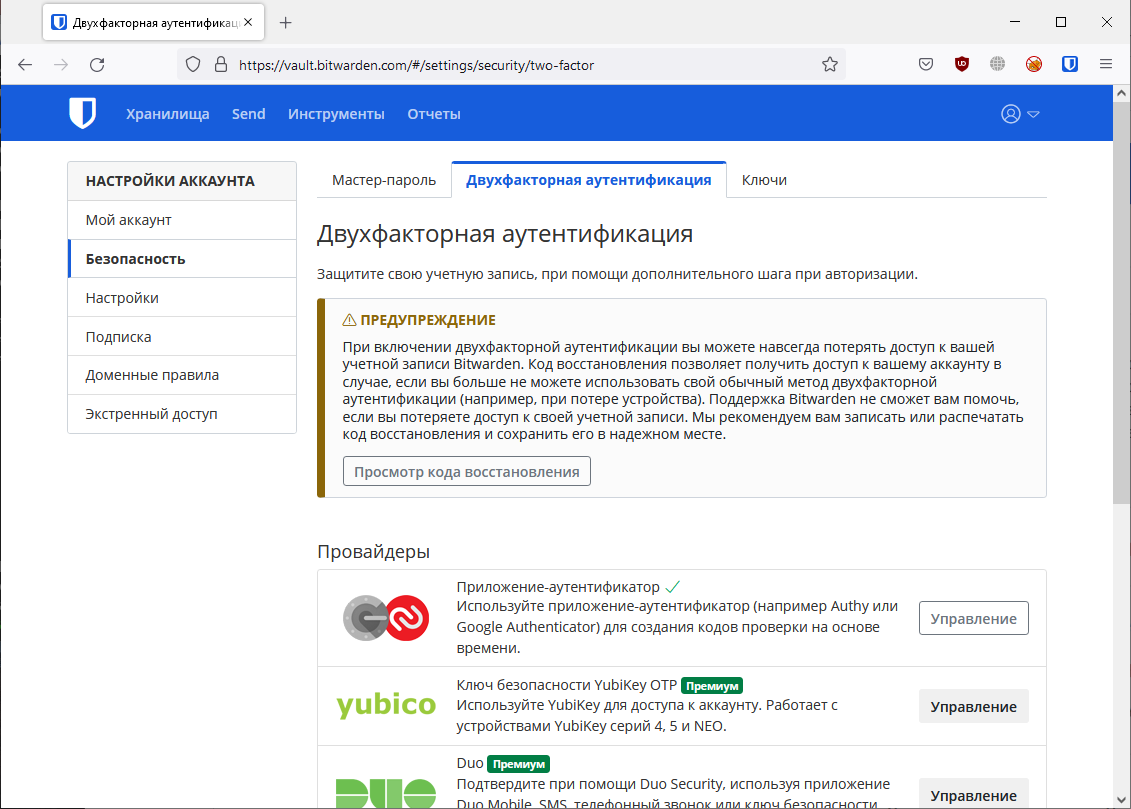 Двухфакторная аутентификац
https://vault.bitwarden.com/#/settings/security/two-factor
Хранилища Send Инструменты Отчеты
НАСТРОЙКИ АККАУНТА
Мой аккаунт
Безопасность
Настройки
Подписка
Доменные правила
Экстренный доступ
Мастер-пароль Двухфакторная аутентификация Ключи
Двухфакторная аутентификация
Защитите свою учетную запись, при помощи дополнительного шага при авторизации.
ПРЕДУПРЕЖДЕНИЕ
При включении двухфакторной аутентификации вы можете навсегда потерять доступ к вашей
учетной записи Bitwarden. Код восстановления позволяет получить доступ к вашему аккаунту в
случае, если вы больше не можете использовать свой обычный метод двухфакторной
аутентификации (например, при потере устройства). Поддержка Bitwarden не сможет вам помочь,
если вы потеряете доступ к своей учетной записи. Мы рекомендуем вам записать или распечатать
код восстановления и сохранить его в надежном месте.
Просмотр кода восстановления
Провайдеры
Приложение-аутентификатор
Используйте приложение-аутентификатор (например Authy или
Google Authenticator) для создания кодов проверки на основе
времени.
Управление
yubico
Ключ безопасности YubiKey OTP Премиум
Используйте YubiKey для доступа к аккаунту. Работает с
устройствами YubiKey серий 4, 5 и NEO.
Управление
DUO
Duo Премиум
Подтвердите при помощи Duo Security, используя приложение
Duo Mobile, SMS, телефонный звонок или ключ безопасности
Управление